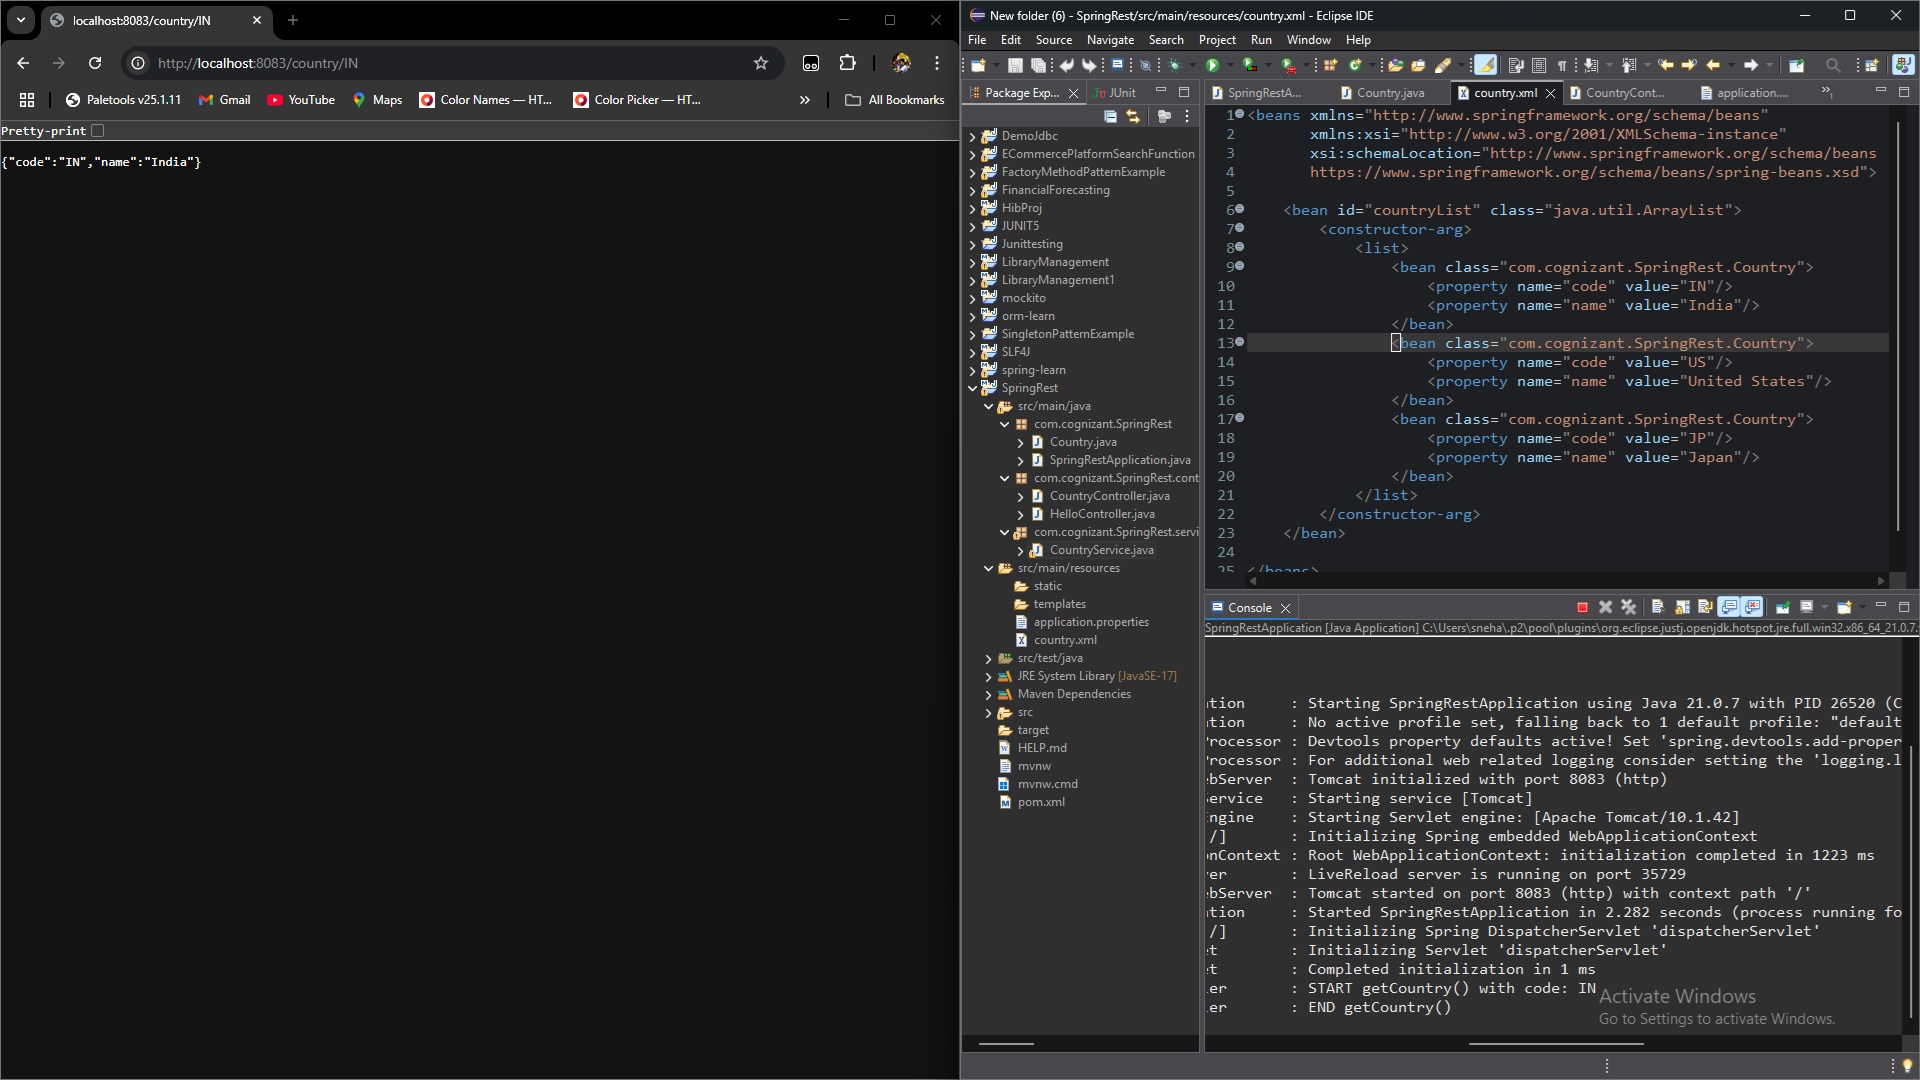 localhost:8083/country/IN
http://localhost:8083/country/IN
Paletools v25.1.11
Gmail
YouTube
Maps
Color Names — HT...
Color Picker — HT...
»
All Bookmarks
Pretty-print
{"code":"IN","name":"India"}
New folder (6) - SpringRest/src/main/resources/country.xml - Eclipse IDE
File Edit Source Navigate Search Project Run Window Help
Package Exp...
JUnit
DemoJdbc
ECommercePlatformSearchFunction
FactoryMethodPatternExample
FinancialForecasting
HibProj
JUNIT5
Junittesting
LibraryManagement
LibraryManagement1
mockito
orm-learn
SingletonPatternExample
SLF4J
spring-learn
SpringRest
src/main/java
com.cognizant.SpringRest
Country.java
SpringRestApplication.java
com.cognizant.SpringRest.cont
CountryController.java
HelloController.java
com.cognizant.SpringRest.servi
CountryService.java
src/main/resources
static
templates
application.properties
country.xml
src/test/java
JRE System Library [JavaSE-17]
Maven Dependencies
src
target
HELP.md
mvnw
mvnw.cmd
pom.xml
SpringRestA...
Country.java
country.xml
CountryCont...
application....
1 <beans xmlns="http://www.springframework.org/schema/beans"
2 xmlns:xsi="http://www.w3.org/2001/XMLSchema-instance"
3 xsi:schemaLocation="http://www.springframework.org/schema/beans
4 https://www.springframework.org/schema/beans/spring-beans.xsd">
5
6 <bean id="countryList" class="java.util.ArrayList">
7 <constructor-arg>
8 <list>
9 <bean class="com.cognizant.SpringRest.Country">
10 <property name="code" value="IN"/>
11 <property name="name" value="India"/>
12 </bean>
13 <bean class="com.cognizant.SpringRest.Country">
14 <property name="code" value="US"/>
15 <property name="name" value="United States"/>
16 </bean>
17 <bean class="com.cognizant.SpringRest.Country">
18 <property name="code" value="JP"/>
19 <property name="name" value="Japan"/>
20 </bean>
21 </list>
22 </constructor-arg>
23 </bean>
24
25 </beans>
Console
SpringRestApplication [Java Application] C:\Users\sneha\.p2\pool\plugins\org.eclipse.justj.openjdk.hotspot.jre.full.win32.x86_64_21.0.7.
tion : Starting SpringRestApplication using Java 21.0.7 with PID 26520 (C
tion : No active profile set, falling back to 1 default profile: "default
rocessor : Devtools property defaults active! Set 'spring.devtools.add-proper
rocessor : For additional web related logging consider setting the 'logging.l
bServer : Tomcat initialized with port 8083 (http)
ervice : Starting service [Tomcat]
ngine : Starting Servlet engine: [Apache Tomcat/10.1.42]
/] : Initializing Spring embedded WebApplicationContext
nContext : Root WebApplicationContext: initialization completed in 1223 ms
er : LiveReload server is running on port 35729
bServer : Tomcat started on port 8083 (http) with context path '/'
tion : Started SpringRestApplication in 2.282 seconds (process running fo
/] : Initializing Spring DispatcherServlet 'dispatcherServlet'
t : Initializing Servlet 'dispatcherServlet'
t : Completed initialization in 1 ms
er : START getCountry() with code: IN
er : END getCountry()
Activate Windows
Go to Settings to activate Windows.